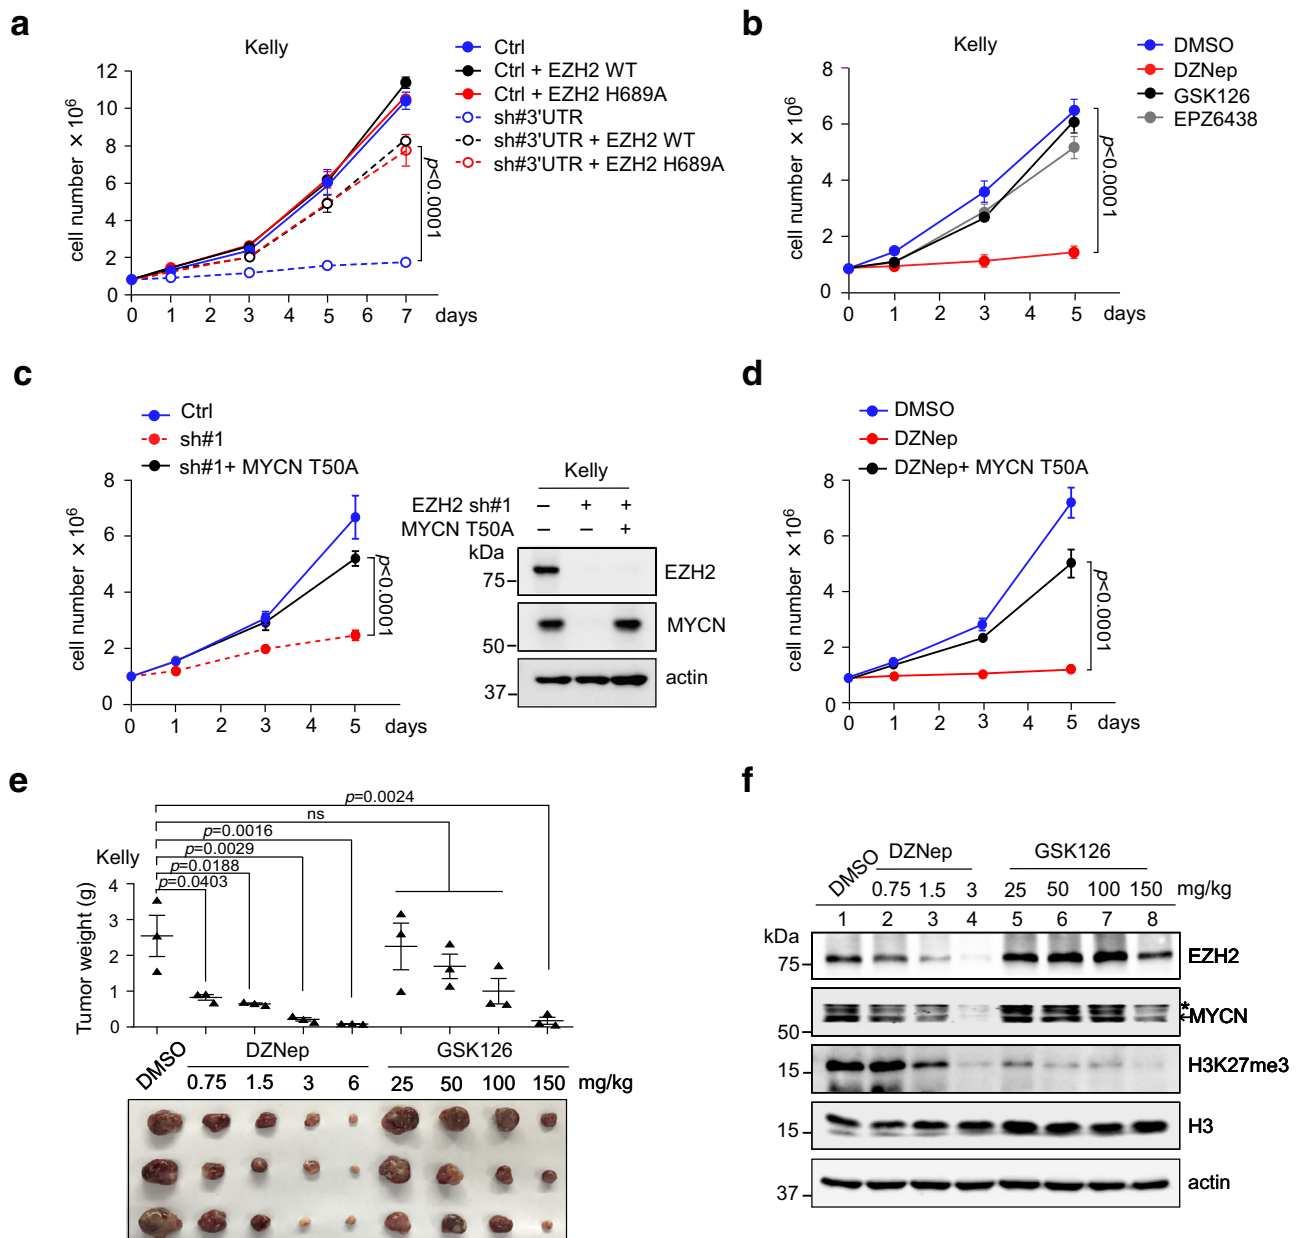 a
Kelly
Ctrl
Ctrl + EZH2 WT
Ctrl + EZH2 H689A
sh#3'UTR
sh#3'UTR + EZH2 WT
sh#3'UTR + EZH2 H689A
cell number × 10⁶
12
10
8
6
4
2
0
0 1 2 3 4 5 6 7 days
p<0.0001
b
Kelly
DMSO
DZNep
GSK126
EPZ6438
cell number × 10⁶
8
6
4
2
0
0 1 2 3 4 5 days
p<0.0001
c
Ctrl
sh#1
sh#1+ MYCN T50A
cell number × 10⁶
8
6
4
2
0
0 1 2 3 4 5 days
p<0.0001
Kelly
EZH2 sh#1 – + +
MYCN T50A – – +
kDa
75 EZH2
50 MYCN
37 actin
d
DMSO
DZNep
DZNep+ MYCN T50A
cell number × 10⁶
8
6
4
2
0
0 1 2 3 4 5 days
p<0.0001
e
p=0.0024
ns
p=0.0016
p=0.0029
p=0.0188
p=0.0403
Kelly
Tumor weight (g)
4
3
2
1
0
DMSO DZNep GSK126
0.75 1.5 3 6 25 50 100 150 mg/kg
f
DMSO DZNep GSK126
0.75 1.5 3 25 50 100 150 mg/kg
1 2 3 4 5 6 7 8
kDa
75 EZH2
*
50 ←MYCN
15 H3K27me3
15 H3
37 actin